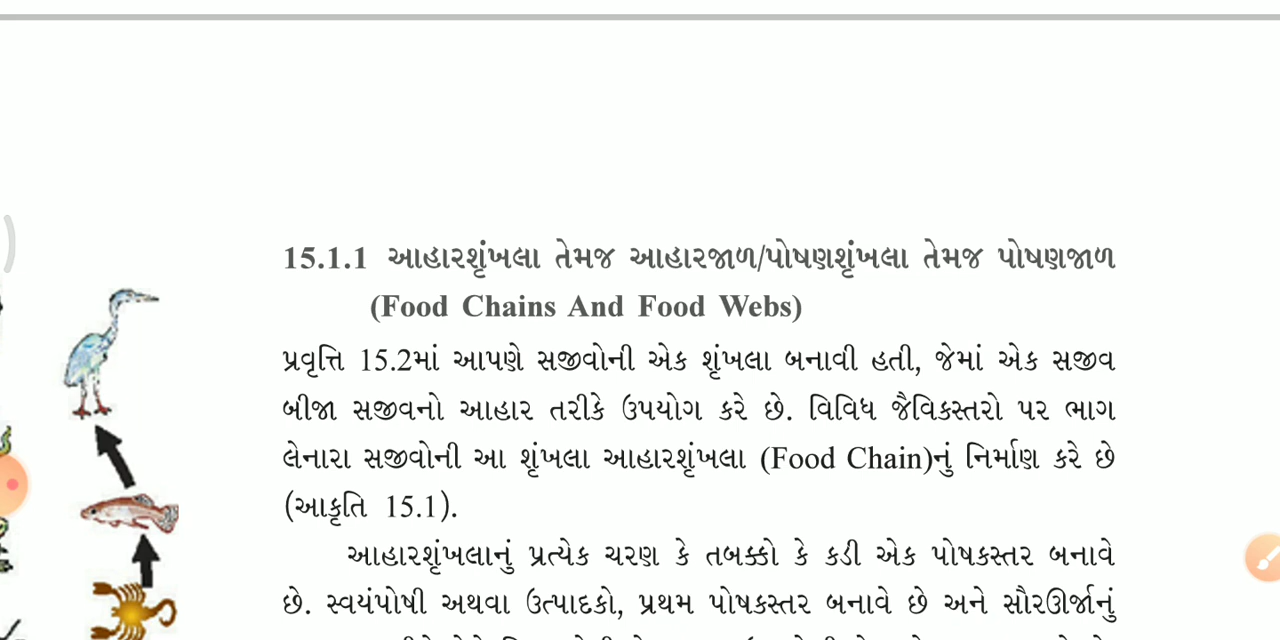 15.1.1 આહારશૃંખલા તેમજ આહારજાળ/પોષણશૃંખલા તેમજ પોષણજાળ
(Food Chains And Food Webs)
પ્રવૃત્તિ 15.2માં આપણે સજીવોની એક શૃંખલા બનાવી હતી, જેમાં એક સજીવ
બીજા સજીવનો આહાર તરીકે ઉપયોગ કરે છે. વિવિધ જૈવિકસ્તરો પર ભાગ
લેનારા સજીવોની આ શૃંખલા આહારશૃંખલા (Food Chain)નું નિર્માણ કરે છે
(આકૃતિ 15.1).
આહારશૃંખલાનું પ્રત્યેક ચરણ કે તબક્કો કે કડી એક પોષકસ્તર બનાવે
છે. સ્વયંપોષી અથવા ઉત્પાદકો, પ્રથમ પોષકસ્તર બનાવે છે અને સૌરઊર્જાનું